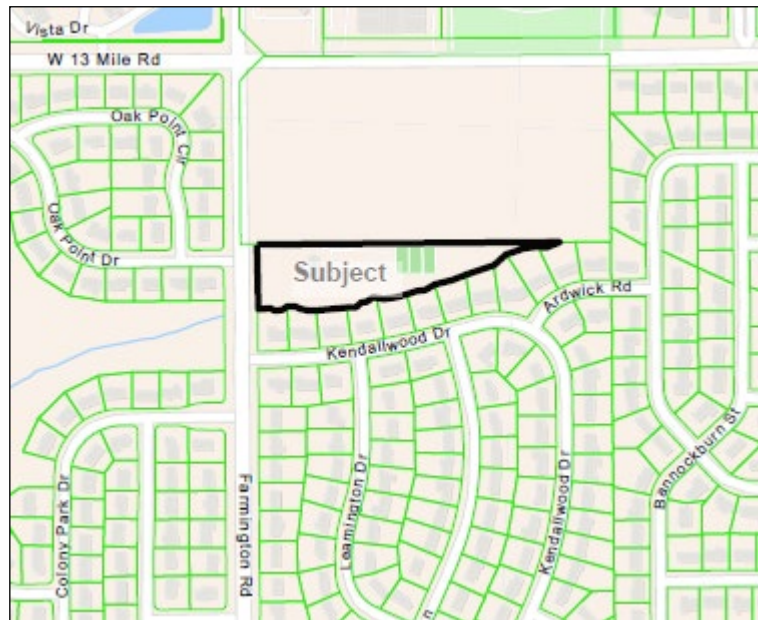 Vista Dr
W 13 Mile Rd
Oak Point Cir
Oak Point Dr
Subject
Ardwick Rd
Kendallwood Dr
Bannockburn St
Colony Park Dr
Farmington Rd
Leamington Dr
Kendallwood Dr
n